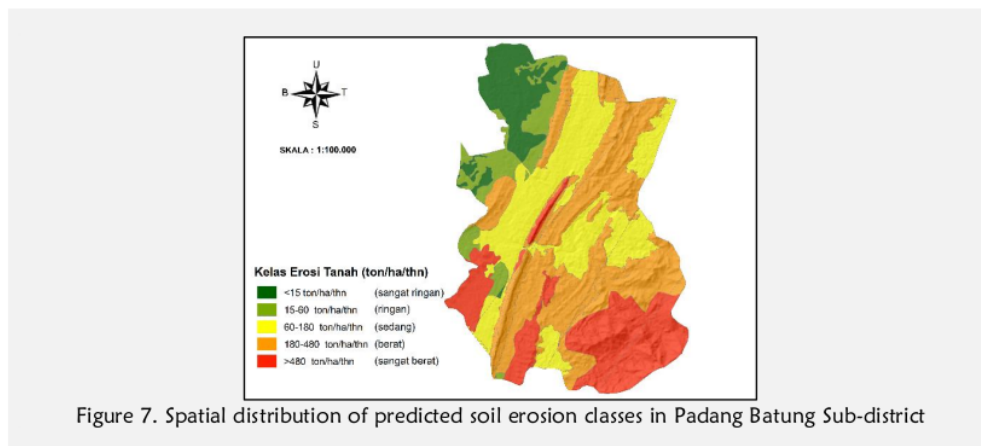 U
B T
S
SKALA : 1:100.000
Kelas Erosi Tanah (ton/ha/thn)
<15 ton/ha/thn (sangat ringan)
15-60 ton/ha/thn (ringan)
60-180 ton/ha/thn (sedang)
180-480 ton/ha/thn (berat)
>480 ton/ha/thn (sangat berat)
Figure 7. Spatial distribution of predicted soil erosion classes in Padang Batung Sub-district